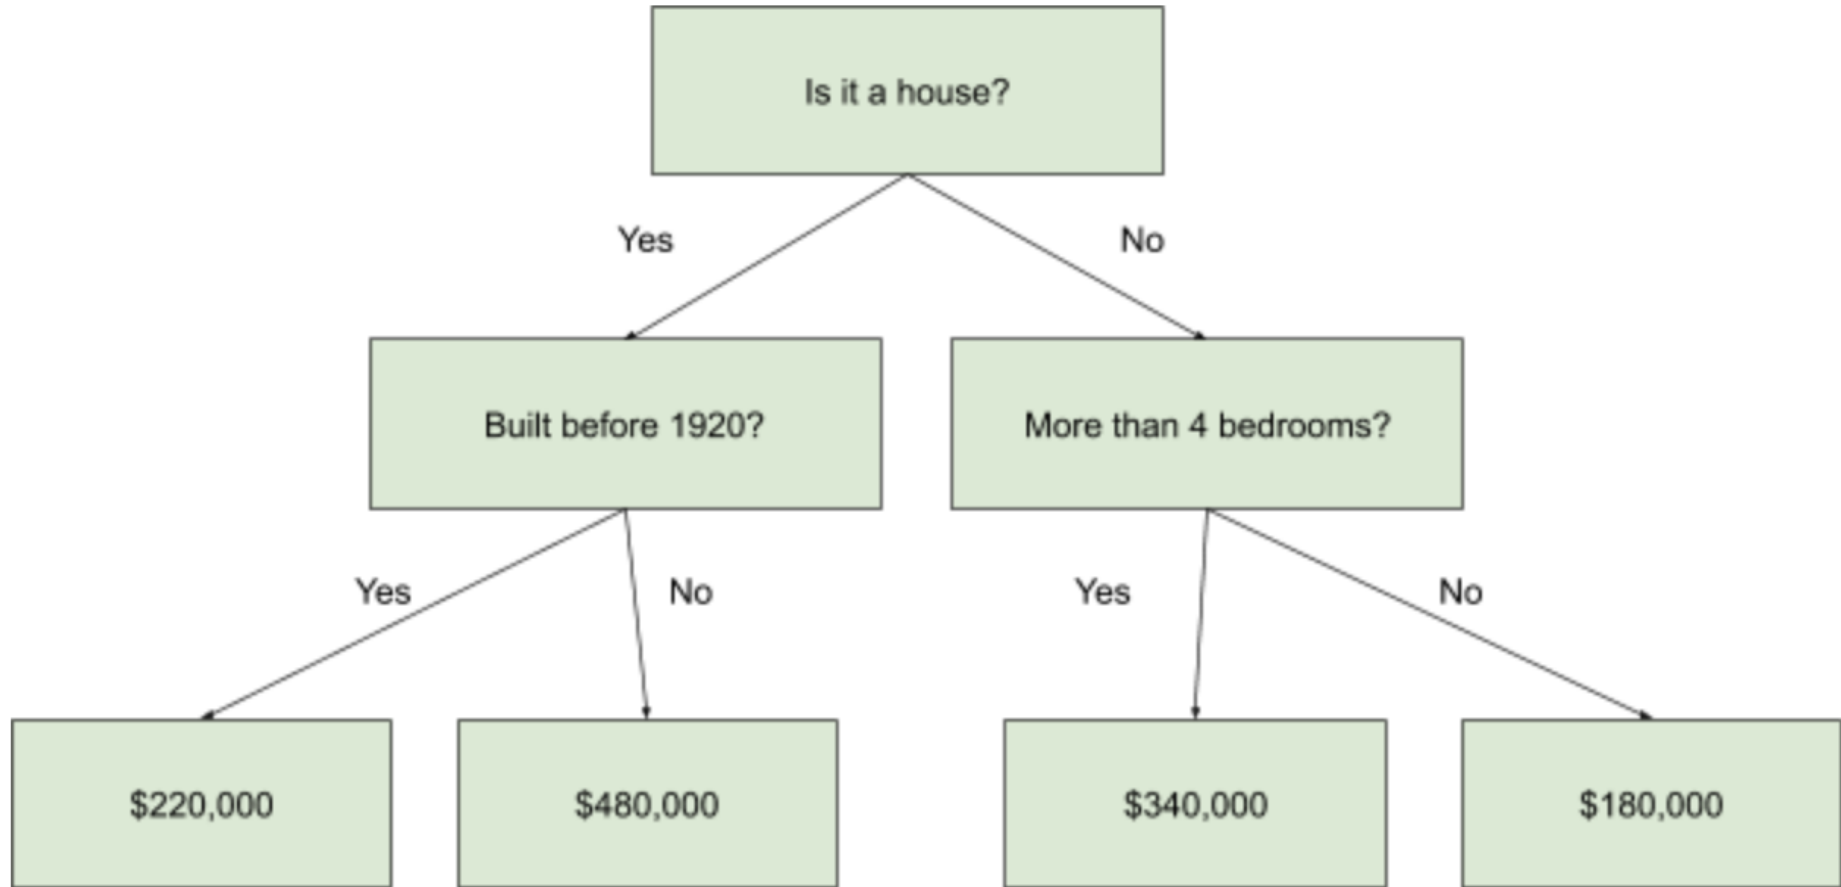 Is it a house?
Yes
No
Built before 1920?
More than 4 bedrooms?
Yes
No
Yes
No
$220,000
$480,000
$340,000
$180,000